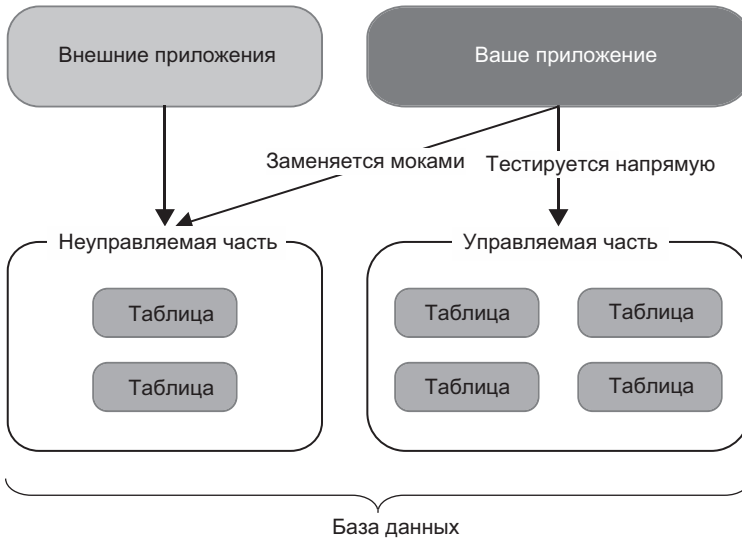 Внешние приложения
Ваше приложение
Заменяется моками
Тестируется напрямую
Неуправляемая часть
Управляемая часть
Таблица
Таблица
Таблица
Таблица
Таблица
Таблица
База данных